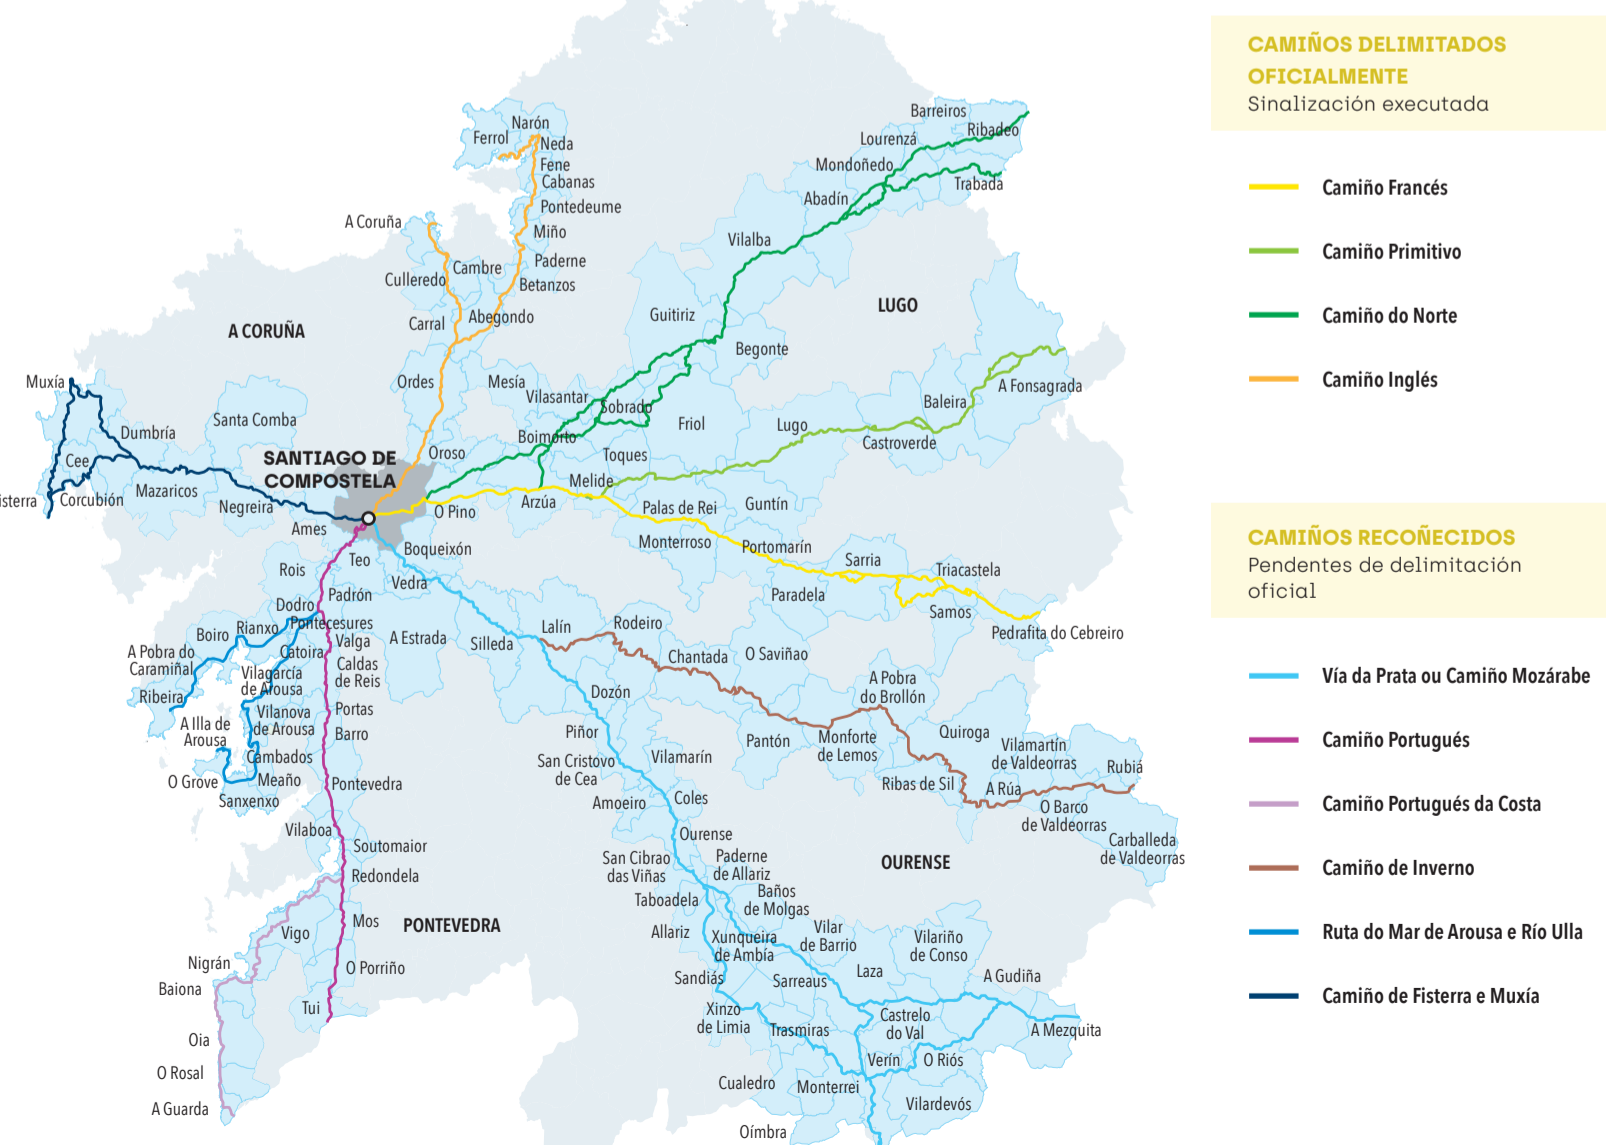 CAMIÑOS DELIMITADOS
OFICIALMENTE
Sinalización executada
Camiño Francés
Camiño Primitivo
Camiño do Norte
Camiño Inglés
CAMIÑOS RECOÑECIDOS
Pendentes de delimitación
oficial
Vía da Prata ou Camiño Mozárabe
Camiño Portugués
Camiño Portugués da Costa
Camiño de Inverno
Ruta do Mar de Arousa e Río Ulla
Camiño de Fisterra e Muxía
Barreiros
Narón
Ribadeo
Ferrol
Neda
Lourenzá
Fene
Mondoñedo
Cabanas
Trabada
Abadín
Pontedeume
A Coruña
Miño
Vilalba
Paderne
Cambre
Culleredo
Betanzos
LUGO
Guitiriz
Abegondo
Carral
A CORUÑA
Begonte
Muxía
Ordes
Mesía
A Fonsagrada
Vilasantar
Baleira
Sobrado
Santa Comba
Friol
Lugo
Dumbría
Boimorto
Castroverde
Oroso
Toques
SANTIAGO DE
COMPOSTELA
Cee
Melide
Mazaricos
isterra
Corcubión
Arzúa
Guntín
Negreira
Palas de Rei
O Pino
Ames
Monterroso
Portomarín
Boqueixón
Teo
Sarria
Rois
Triacastela
Vedra
Padrón
Paradela
Dodro
Samos
Pontecesures
Rodeiro
Rianxo
Lalín
Pedrafita do Cebreiro
Boiro
A Estrada
Valga
Silleda
A Pobra do
Caramiñal
Catoira
O Saviñao
Chantada
Caldas
de Reis
Vilagarcía
de Arousa
A Pobra
do Brollón
Ribeira
Dozón
Portas
Vilanova
de Arousa
A Illa de
Arousa
Barro
Piñor
Quiroga
Pantón
Monforte
de Lemos
Vilamartín
de Valdeorras
Cambados
Vilamarín
San Cristovo
de Cea
Rubiá
O Grove
Meaño
Pontevedra
Ribas de Sil
A Rúa
Sanxenxo
Coles
Amoeiro
O Barco
de Valdeorras
Vilaboa
Ourense
Soutomaior
Carballeda
de Valdeorras
San Cibrao
das Viñas
Paderne
de Allariz
OURENSE
Redondela
Baños
de Molgas
Taboadela
Mos
PONTEVEDRA
Vigo
Allariz
Vilar
de Barrio
Xunqueira
de Ambía
Vilariño
de Conso
Nigrán
O Porriño
Laza
A Gudiña
Sandiás
Sarreaus
Baiona
Tui
Xinzo
de Limia
Castrelo
do Val
Trasmiras
A Mezquita
Oia
Verín
O Riós
O Rosal
Cualedro
Monterrei
A Guarda
Vilardevós
Oímbra